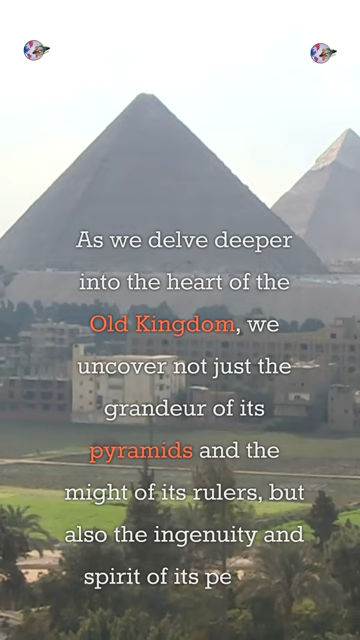 As we delve deeper
into the heart of the
Old Kingdom, we
uncover not just the
grandeur of its
pyramids and the
might of its rulers, but
also the ingenuity and
spirit of its pe